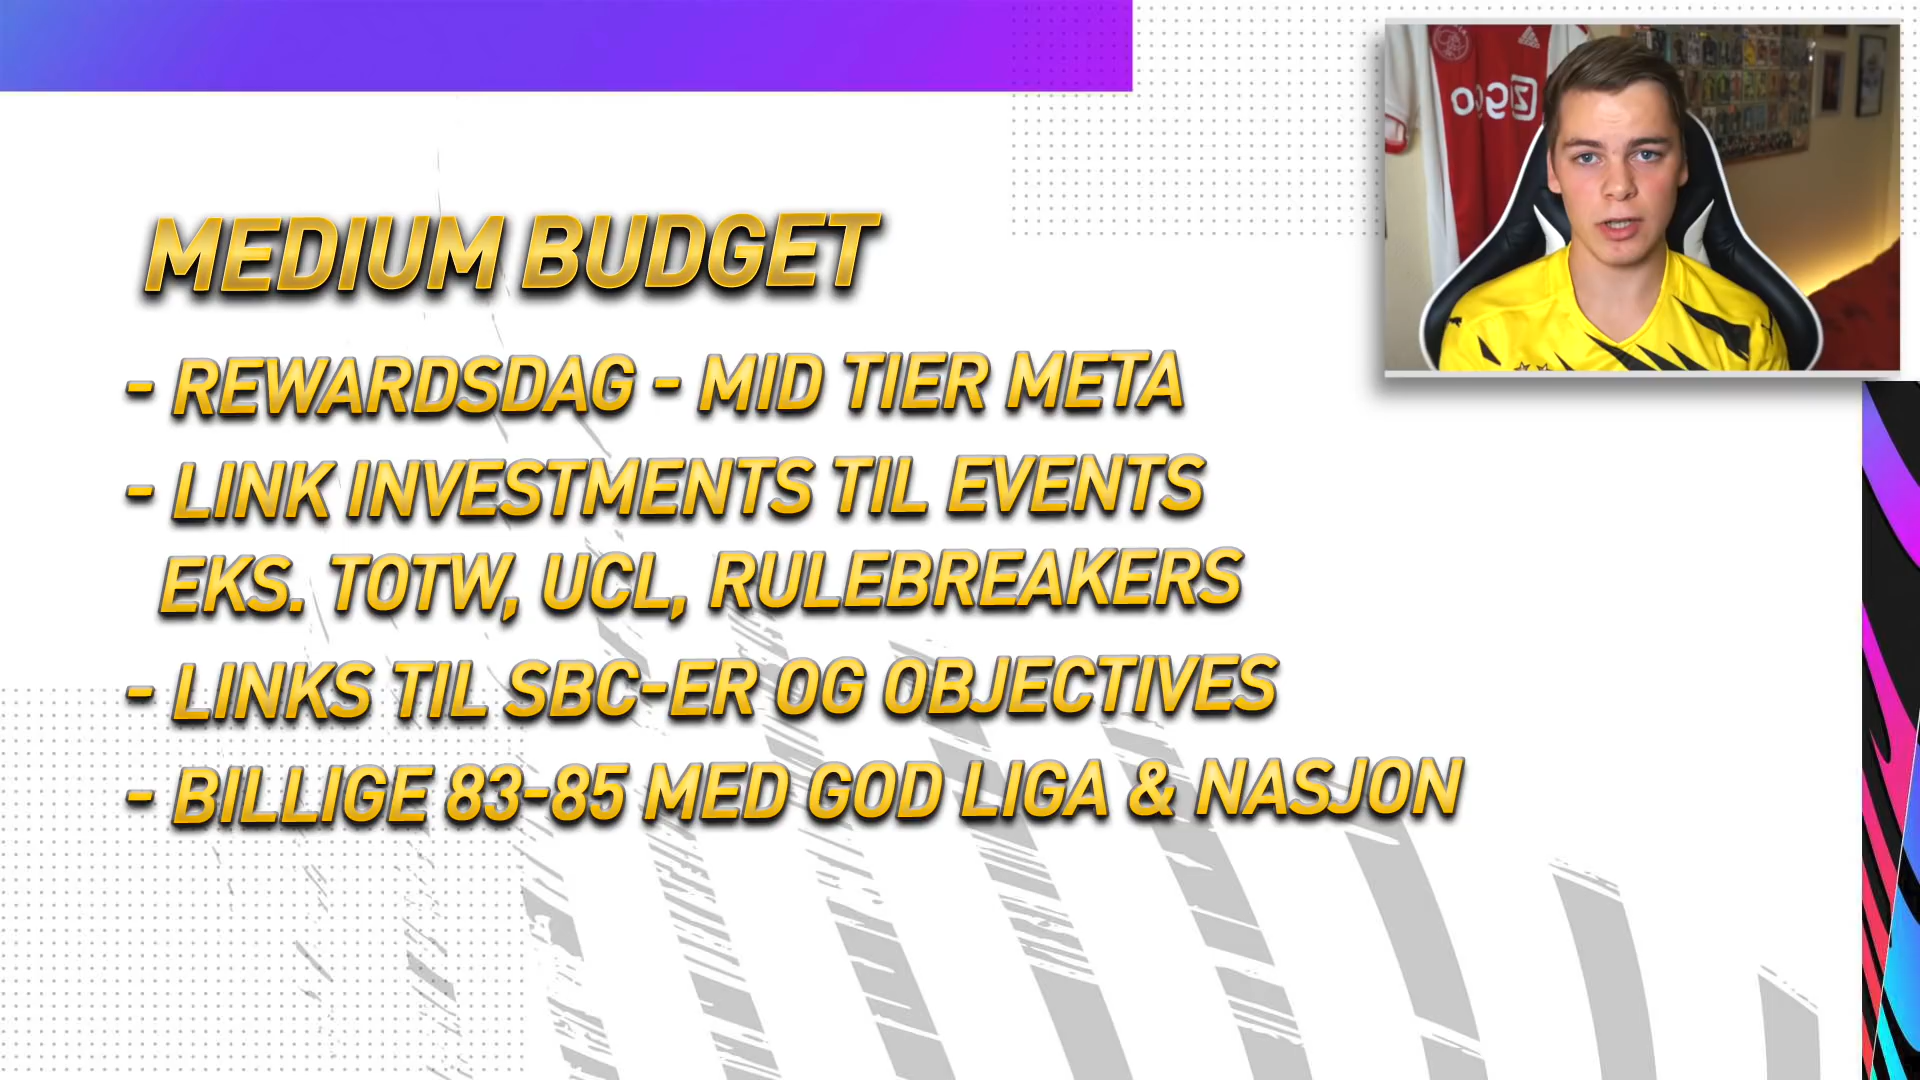 MEDIUM BUDGET
- REWARDSDAG - MID TIER META
- LINK INVESTMENTS TIL EVENTS
EKS. TOTW, UCL, RULEBREAKERS
- LINKS TIL SBC-ER OG OBJECTIVES
- BILLIGE 83-85 MED GOD LIGA & NASJON
Ziggo